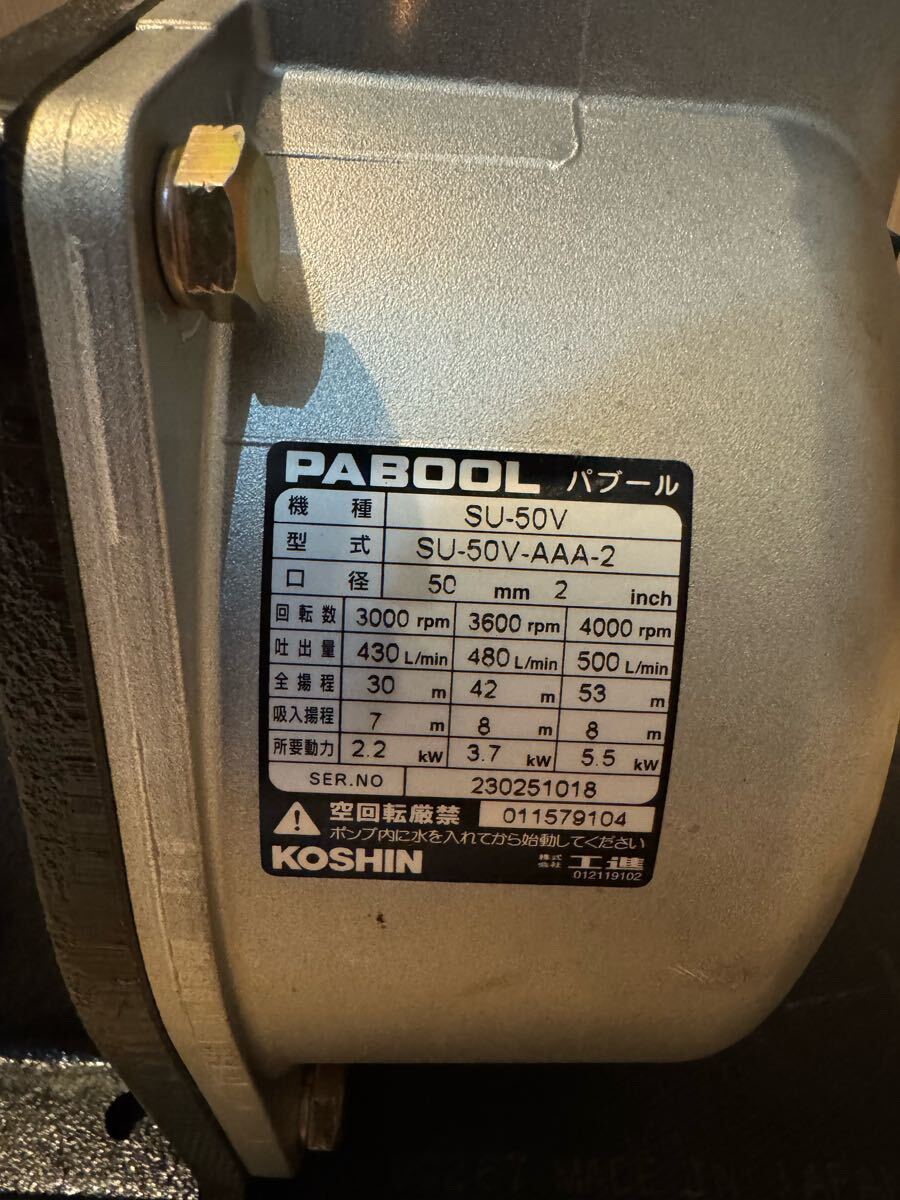 PABOOL パブール
機種 SU-50V
型式 SU-50V-AAA-2
口径 50 mm 2 inch
回転数 3000 rpm 3600 rpm 4000 rpm
吐出量 430 L/min 480 L/min 500 L/min
全揚程 30 m 42 m 53 m
吸入揚程 7 m 8 m 8 m
所要動力 2.2 kW 3.7 kW 5.5 kW
SER.NO 230251018
空回転厳禁 011579104
ポンプ内に水を入れてから始動してください
KOSHIN 株式会社 工進
012119102
MADE IN